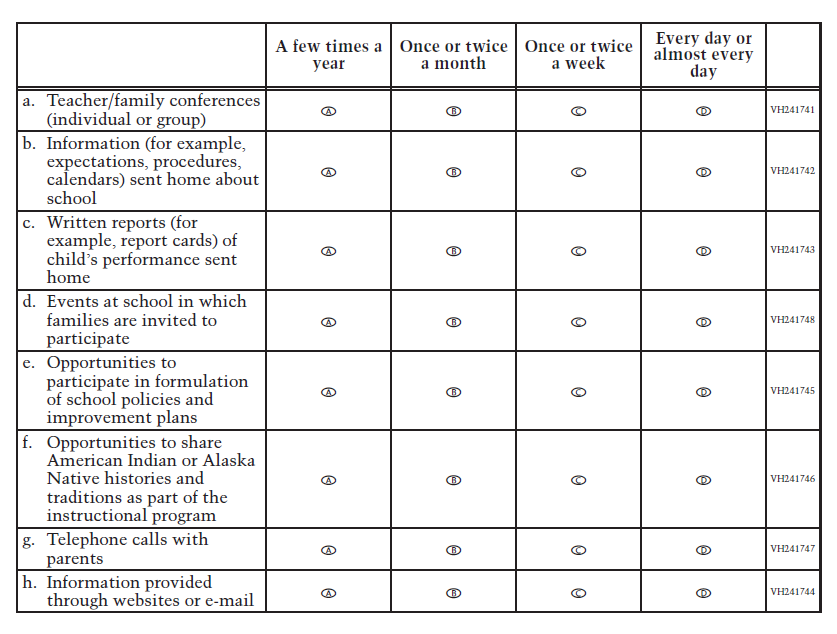 A few times a
year
Once or twice
a month
Once or twice
a week
Every day or
almost every
day
a. Teacher/family conferences
(individual or group)
A B C D VH241741
b. Information (for example,
expectations, procedures,
calendars) sent home about
school
A B C D VH241742
c. Written reports (for
example, report cards) of
child's performance sent
home
A B C D VH241743
d. Events at school in which
families are invited to
participate
A B C D VH241748
e. Opportunities to
participate in formulation
of school policies and
improvement plans
A B C D VH241745
f. Opportunities to share
American Indian or Alaska
Native histories and
traditions as part of the
instructional program
A B C D VH241746
g. Telephone calls with
parents
A B C D VH241747
h. Information provided
through websites or e-mail
A B C D VH241744